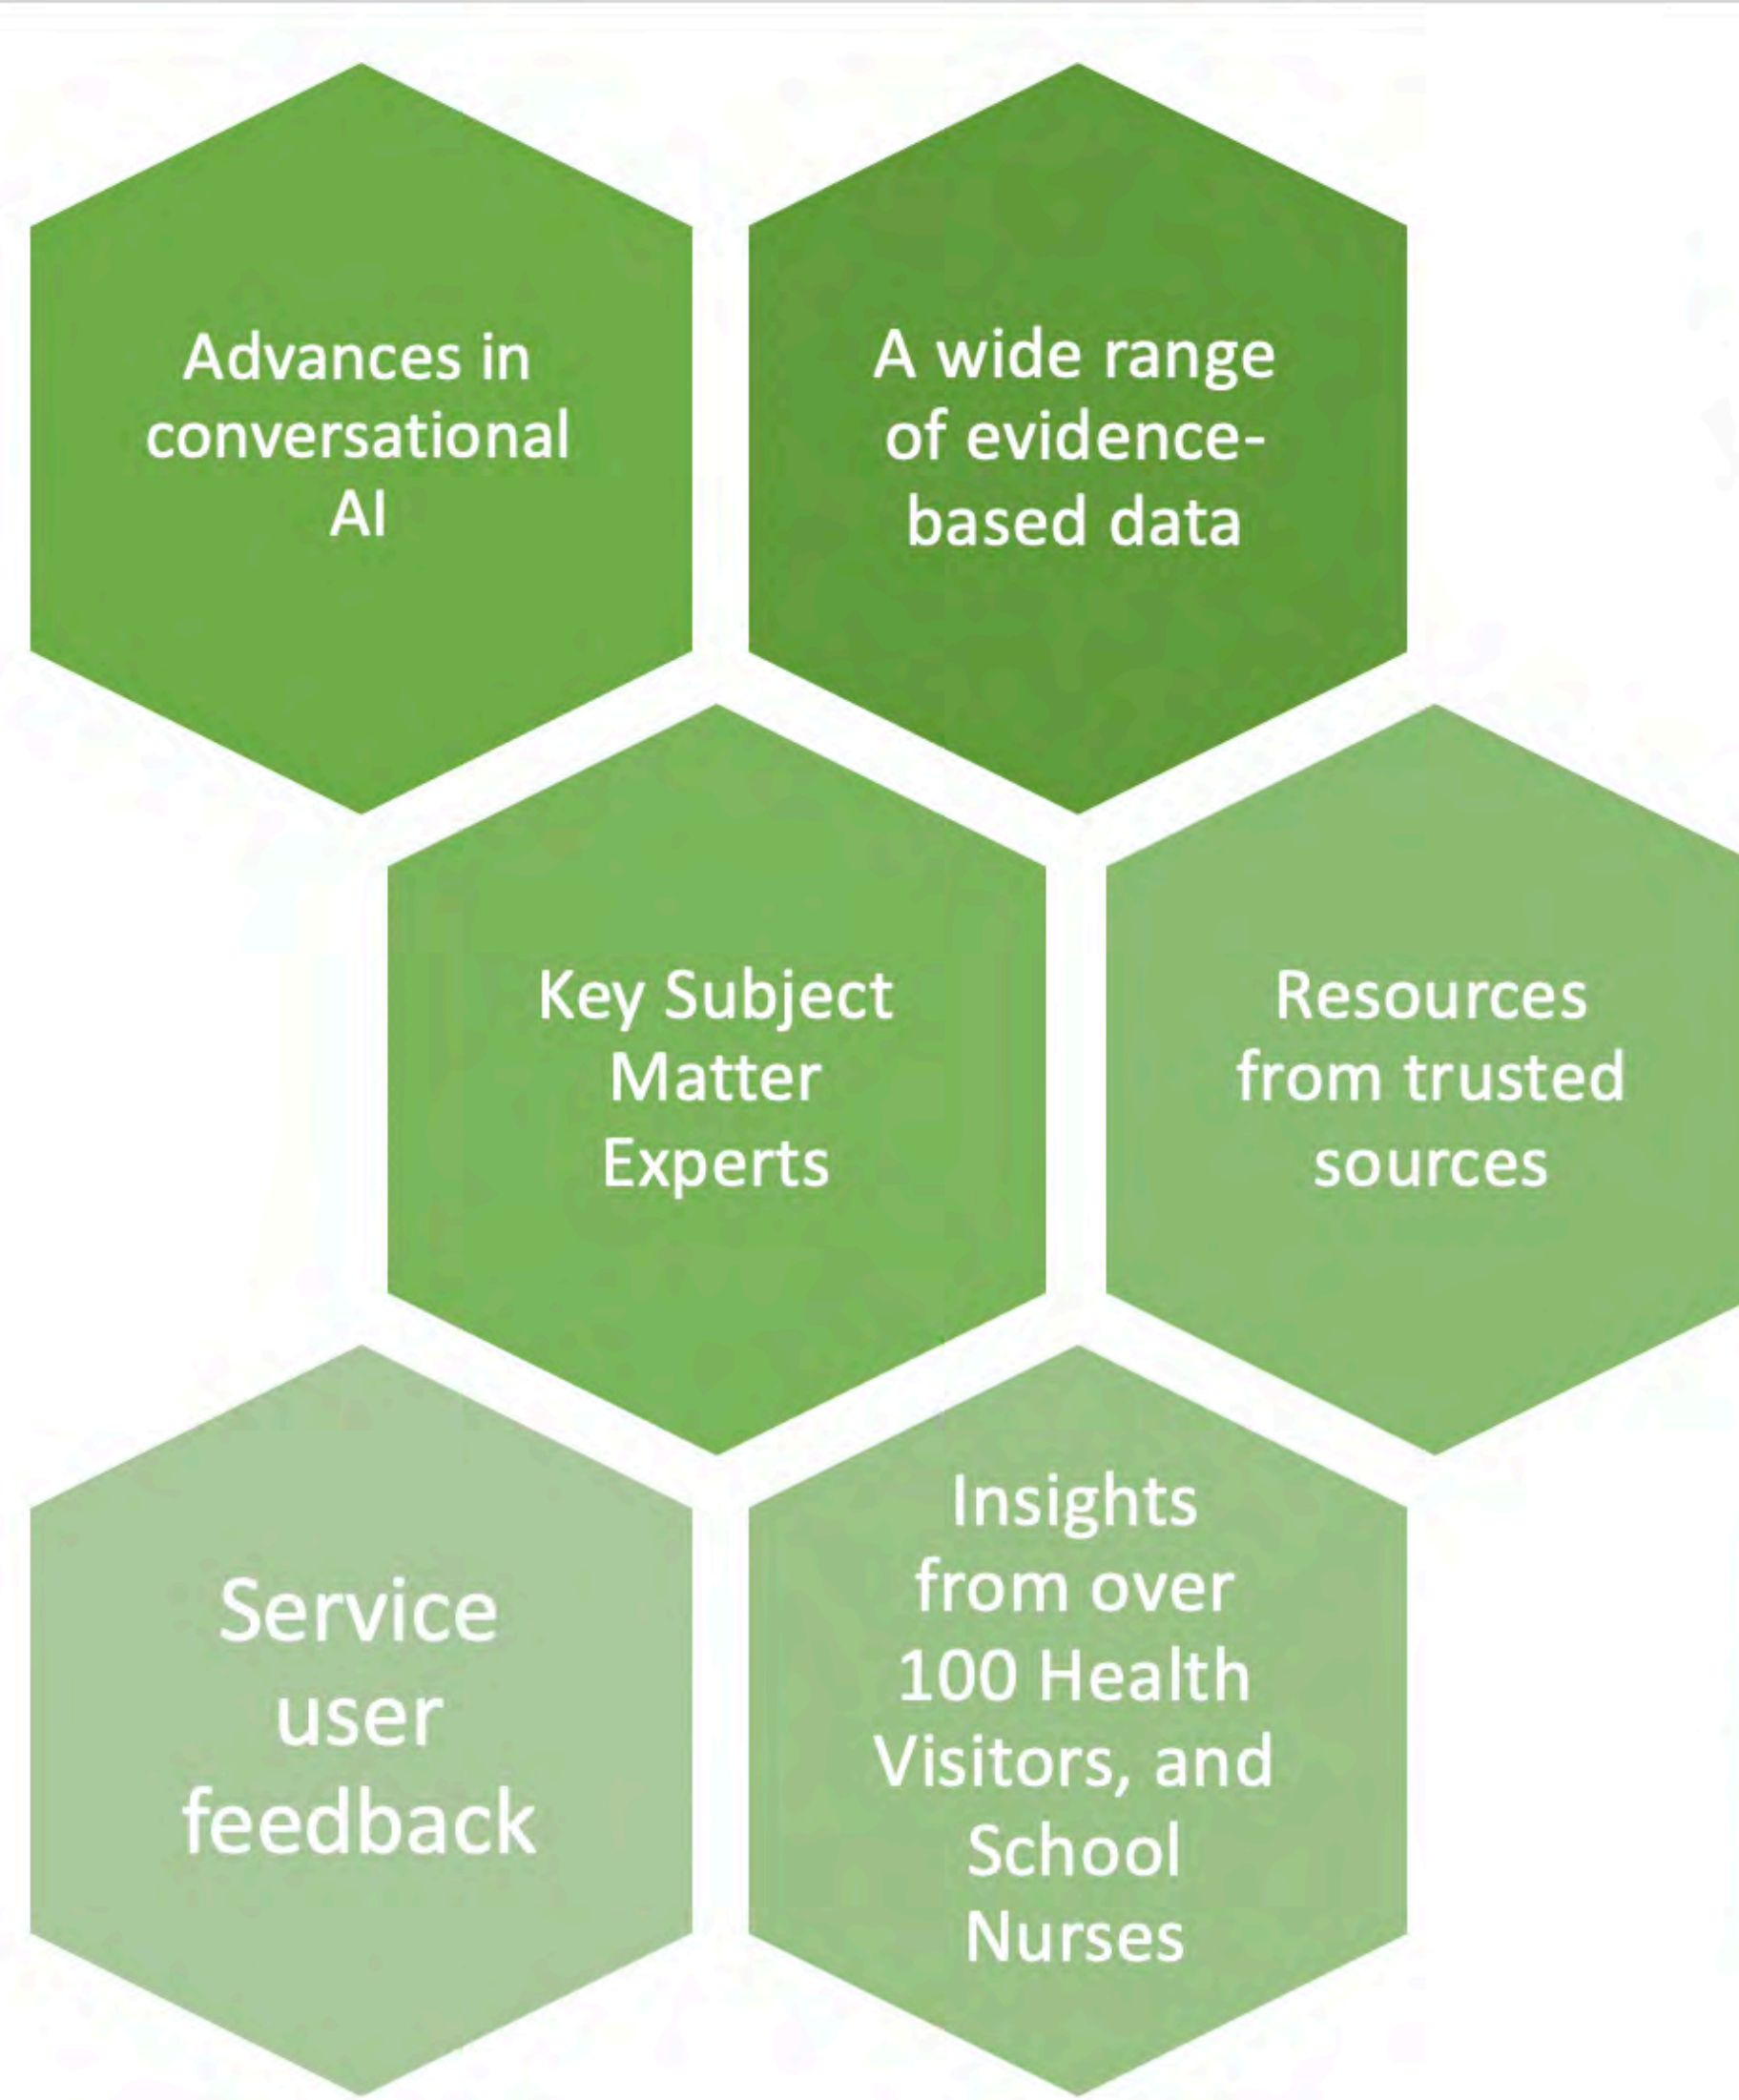 Advances in
conversational
AI
A wide range
of evidence-
based data
Key Subject
Matter
Experts
Resources
from trusted
sources
Service
user
feedback
Insights
from over
100 Health
Visitors, and
School
Nurses